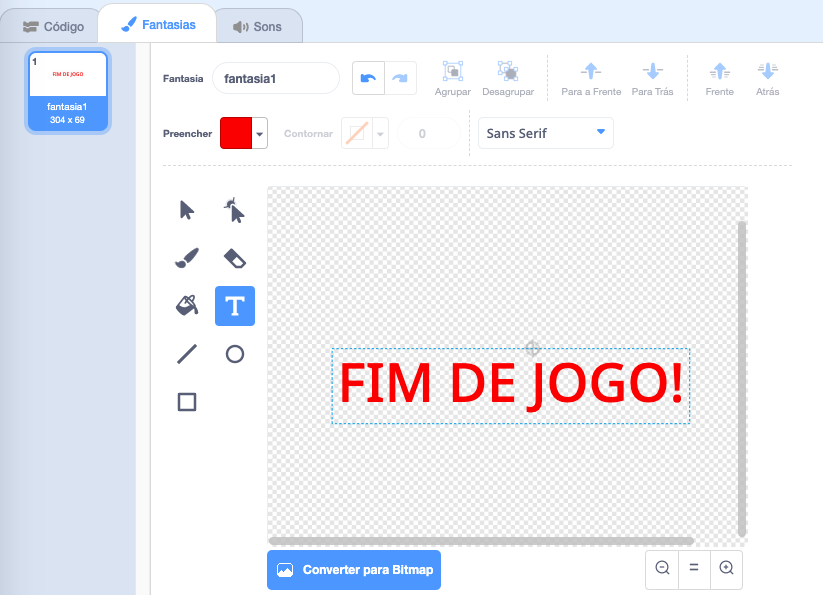 Código
Fantasias
Sons
1
FIM DE JOGO
fantasia1
304 x 69
Fantasia
fantasia1
Agrupar
Desagrupar
Para a Frente
Para Trás
Frente
Atrás
Preencher
Contornar
0
Sans Serif
T
FIM DE JOGO!
Converter para Bitmap